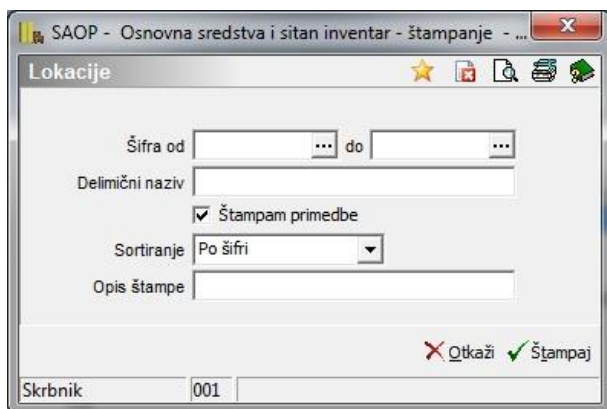 SAOP - Osnovna sredstva i sitan inventar - štampanje - ...
Lokacije
Šifra od ... do ...
Delimični naziv
Štampam primedbe
Sortiranje Po šifri
Opis štampe
Otkaži Štampaj
Skrbnik 001